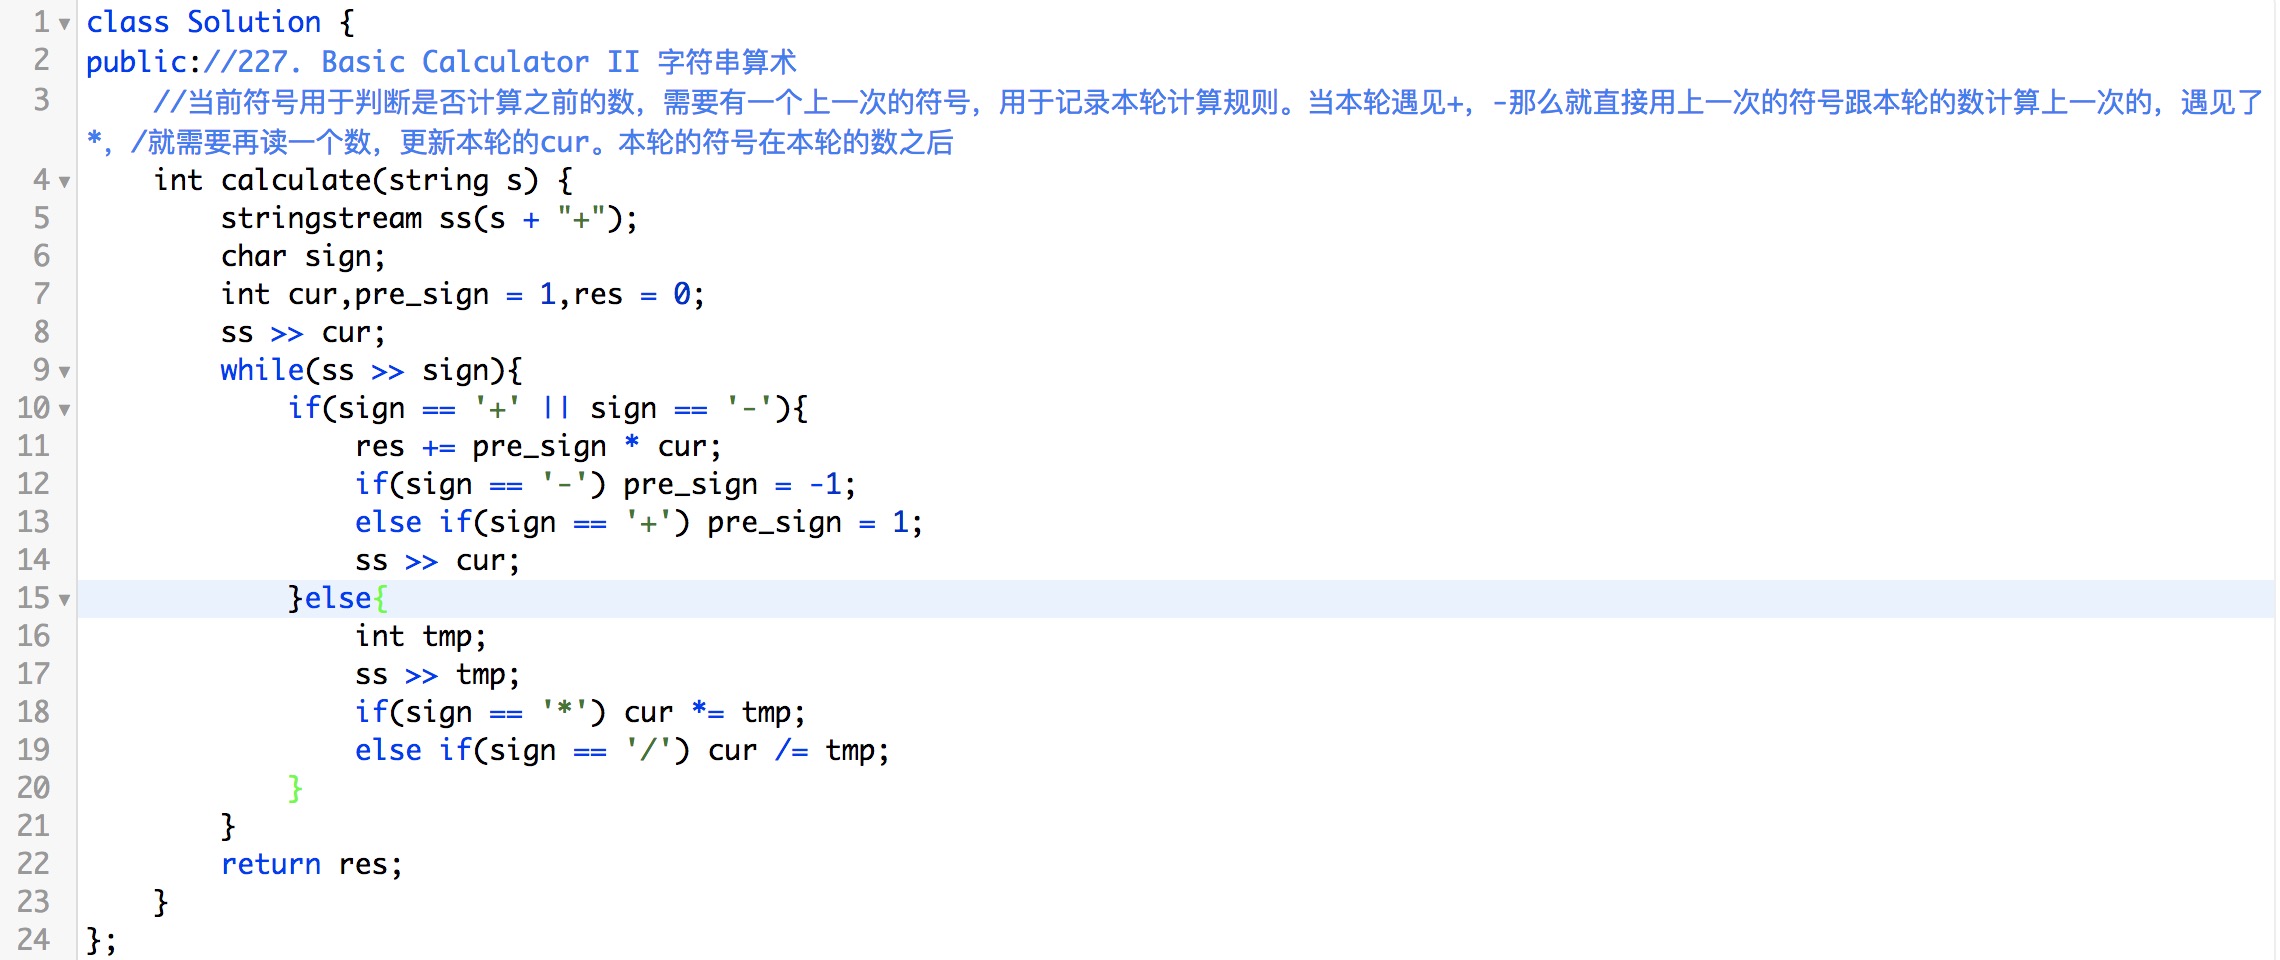 1 class Solution {
2 public://227. Basic Calculator II 字符串算术
3 //当前符号用于判断是否计算之前的数，需要有一个上一次的符号，用于记录本轮计算规则。当本轮遇见+，-那么就直接用上一次的符号跟本轮的数计算上一次的，遇见了
*，/就需要再读一个数，更新本轮的cur。本轮的符号在本轮的数之后
4 int calculate(string s) {
5 stringstream ss(s + "+");
6 char sign;
7 int cur,pre_sign = 1,res = 0;
8 ss >> cur;
9 while(ss >> sign){
10 if(sign == '+' || sign == '-'){
11 res += pre_sign * cur;
12 if(sign == '-') pre_sign = -1;
13 else if(sign == '+') pre_sign = 1;
14 ss >> cur;
15 }else{
16 int tmp;
17 ss >> tmp;
18 if(sign == '*') cur *= tmp;
19 else if(sign == '/') cur /= tmp;
20 }
21 }
22 return res;
23 }
24 };